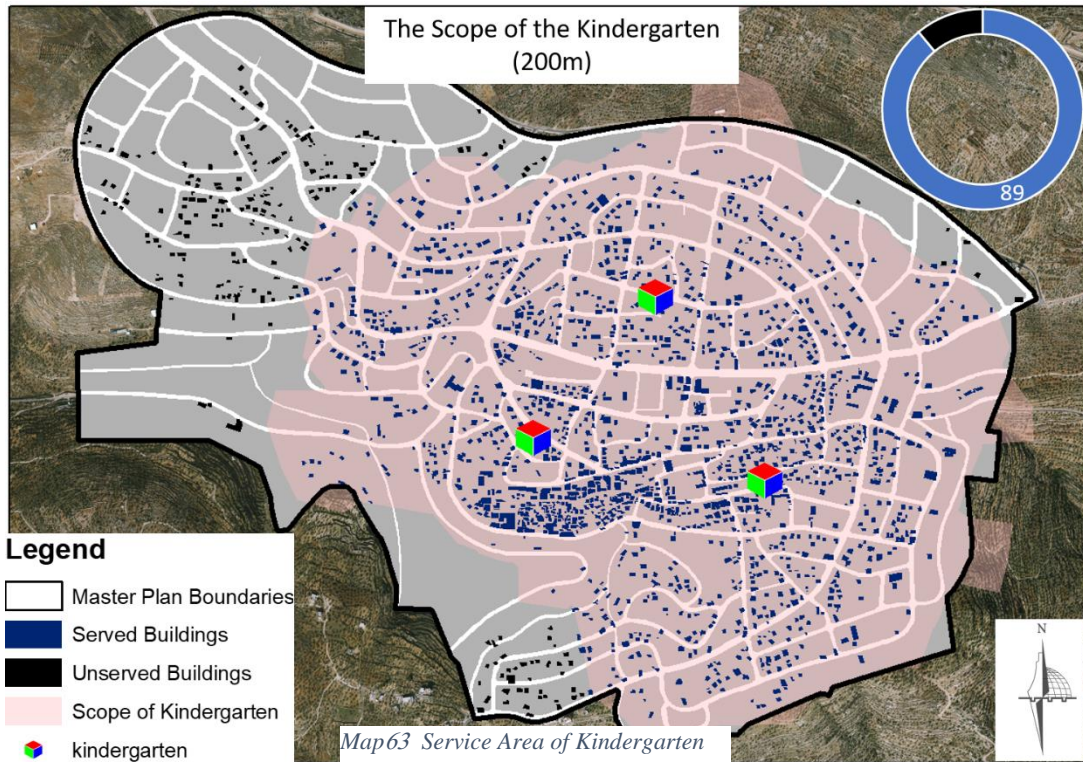 The Scope of the Kindergarten
(200m)
89
Legend
Master Plan Boundaries
Served Buildings
Unserved Buildings
Scope of Kindergarten
kindergarten
Map63 Service Area of Kindergarten
N